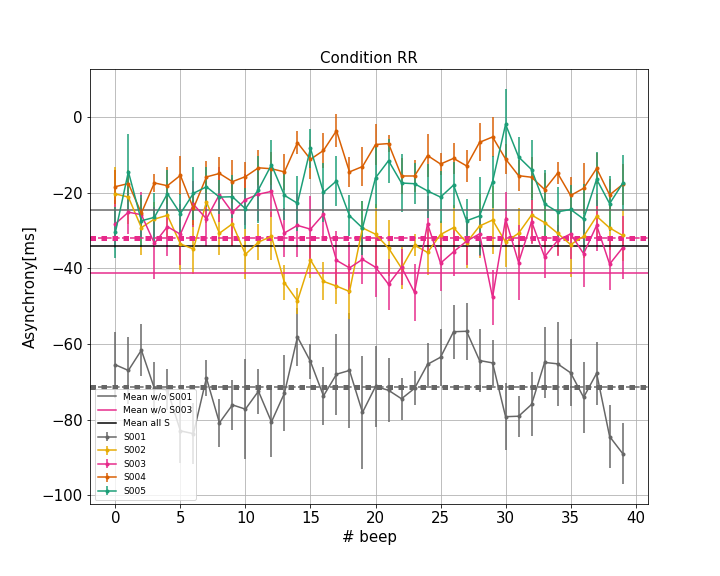 Condition RR
Asynchrony[ms]
0
−20
−40
−60
−80
−100
Mean w/o S001
Mean w/o S003
Mean all S
S001
S002
S003
S004
S005
0 5 10 15 20 25 30 35 40
# beep